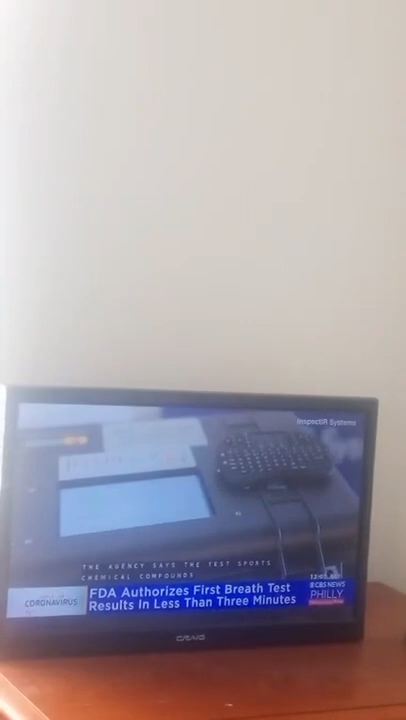 InspectIR Systems
THE AGENCY SAYS THE TEST SPORTS
CHEMICAL COMPOUNDS
CORONAVIRUS
FDA Authorizes First Breath Test
Results In Less Than Three Minutes
CBS NEWS
PHILLY
CRAIG